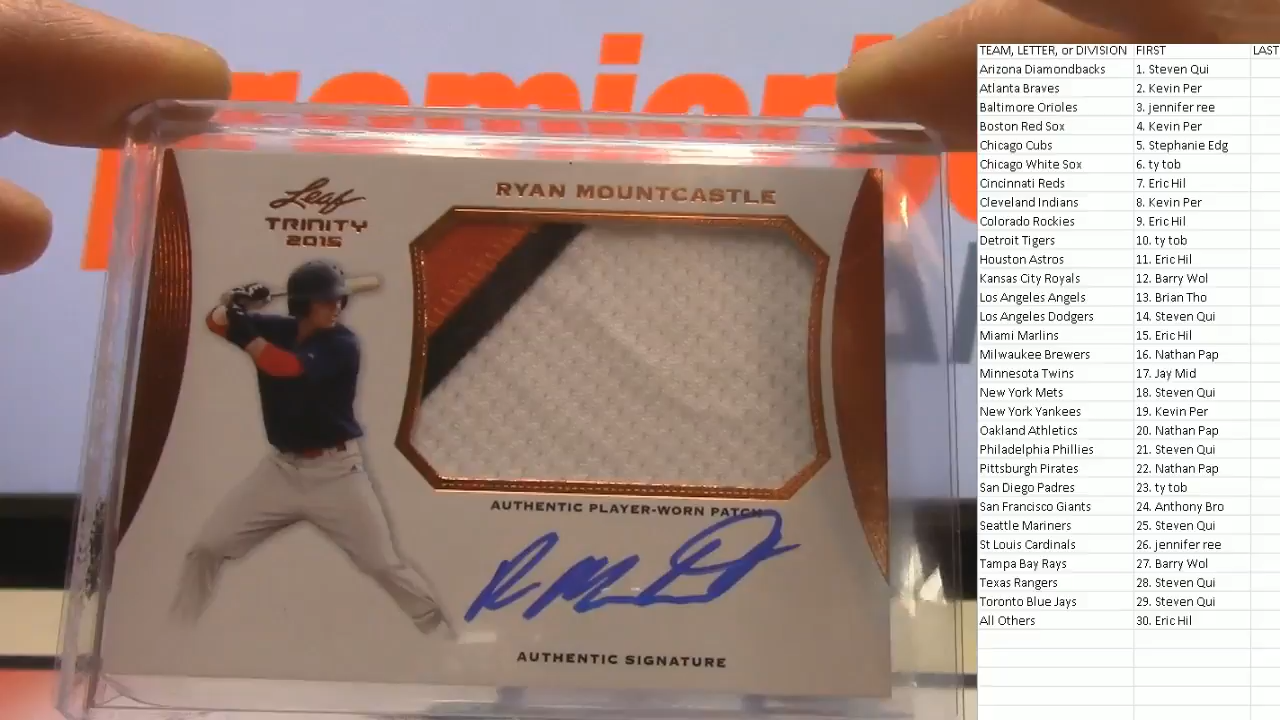 premier
Leaf
TRINITY
2015
RYAN MOUNTCASTLE
AUTHENTIC PLAYER-WORN PATCH
AUTHENTIC SIGNATURE
TEAM, LETTER, or DIVISION FIRST LAST
Arizona Diamondbacks 1. Steven Qui
Atlanta Braves 2. Kevin Per
Baltimore Orioles 3. jennifer ree
Boston Red Sox 4. Kevin Per
Chicago Cubs 5. Stephanie Edg
Chicago White Sox 6. ty tob
Cincinnati Reds 7. Eric Hil
Cleveland Indians 8. Kevin Per
Colorado Rockies 9. Eric Hil
Detroit Tigers 10. ty tob
Houston Astros 11. Eric Hil
Kansas City Royals 12. Barry Wol
Los Angeles Angels 13. Brian Tho
Los Angeles Dodgers 14. Steven Qui
Miami Marlins 15. Eric Hil
Milwaukee Brewers 16. Nathan Pap
Minnesota Twins 17. Jay Mid
New York Mets 18. Steven Qui
New York Yankees 19. Kevin Per
Oakland Athletics 20. Nathan Pap
Philadelphia Phillies 21. Steven Qui
Pittsburgh Pirates 22. Nathan Pap
San Diego Padres 23. ty tob
San Francisco Giants 24. Anthony Bro
Seattle Mariners 25. Steven Qui
St Louis Cardinals 26. jennifer ree
Tampa Bay Rays 27. Barry Wol
Texas Rangers 28. Steven Qui
Toronto Blue Jays 29. Steven Qui
All Others 30. Eric Hil